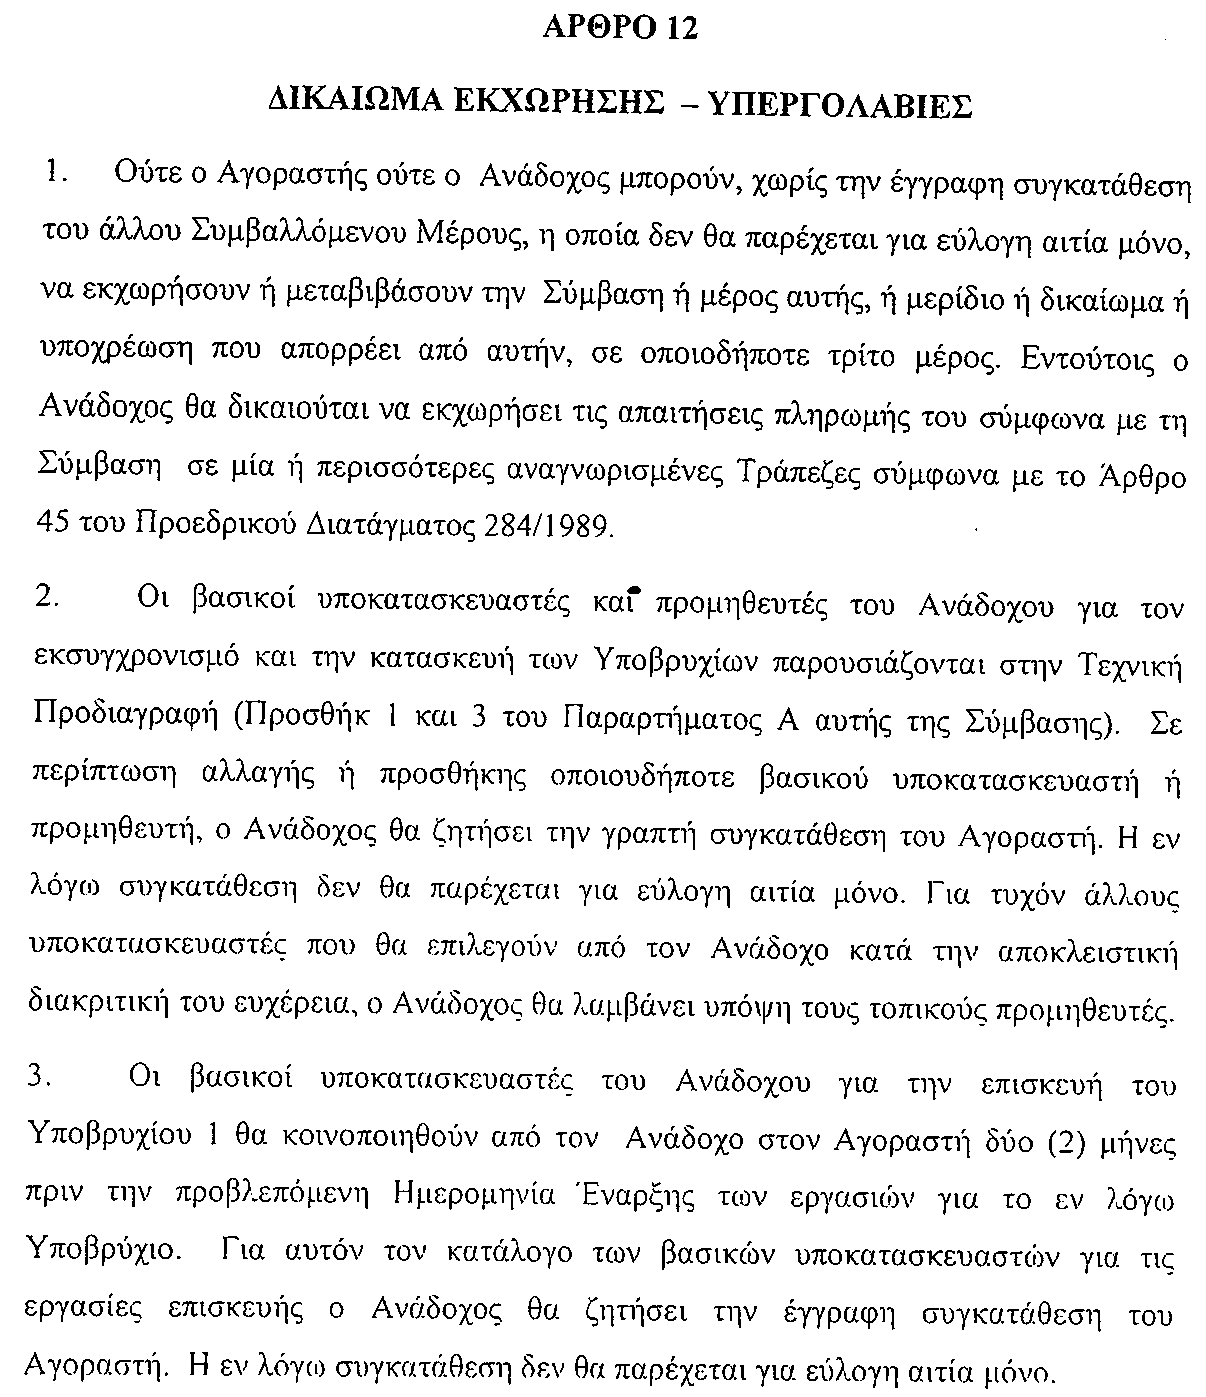 ΑΡΘΡΟ 12
ΔΙΚΑΙΩΜΑ ΕΚΧΩΡΗΣΗΣ – ΥΠΕΡΓΟΛΑΒΙΕΣ
1. Ούτε ο Αγοραστής ούτε ο Ανάδοχος μπορούν, χωρίς την έγγραφη συγκατάθεση
του άλλου Συμβαλλόμενου Μέρους, η οποία δεν θα παρέχεται για εύλογη αιτία μόνο,
να εκχωρήσουν ή μεταβιβάσουν την Σύμβαση ή μέρος αυτής, ή μερίδιο ή δικαίωμα ή
υποχρέωση που απορρέει από αυτήν, σε οποιοδήποτε τρίτο μέρος. Εντούτοις ο
Ανάδοχος θα δικαιούται να εκχωρήσει τις απαιτήσεις πληρωμής του σύμφωνα με τη
Σύμβαση σε μία ή περισσότερες αναγνωρισμένες Τράπεζες σύμφωνα με το Άρθρο
45 του Προεδρικού Διατάγματος 284/1989.
2. Οι βασικοί υποκατασκευαστές και προμηθευτές του Ανάδοχου για τον
εκσυγχρονισμό και την κατασκευή των Υποβρυχίων παρουσιάζονται στην Τεχνική
Προδιαγραφή (Προσθήκ 1 και 3 του Παραρτήματος Α αυτής της Σύμβασης). Σε
περίπτωση αλλαγής ή προσθήκης οποιουδήποτε βασικού υποκατασκευαστή ή
προμηθευτή, ο Ανάδοχος θα ζητήσει την γραπτή συγκατάθεση του Αγοραστή. Η εν
λόγω συγκατάθεση δεν θα παρέχεται για εύλογη αιτία μόνο. Για τυχόν άλλους
υποκατασκευαστές που θα επιλεγούν από τον Ανάδοχο κατά την αποκλειστική
διακριτική του ευχέρεια, ο Ανάδοχος θα λαμβάνει υπόψη τους τοπικούς προμηθευτές.
3. Οι βασικοί υποκατασκευαστές του Ανάδοχου για την επισκευή του
Υποβρυχίου 1 θα κοινοποιηθούν από τον Ανάδοχο στον Αγοραστή δύο (2) μήνες
πριν την προβλεπόμενη Ημερομηνία Έναρξης των εργασιών για το εν λόγω
Υποβρύχιο. Για αυτόν τον κατάλογο των βασικών υποκατασκευαστών για τις
εργασίες επισκευής ο Ανάδοχος θα ζητήσει την έγγραφη συγκατάθεση του
Αγοραστή. Η εν λόγω συγκατάθεση δεν θα παρέχεται για εύλογη αιτία μόνο.